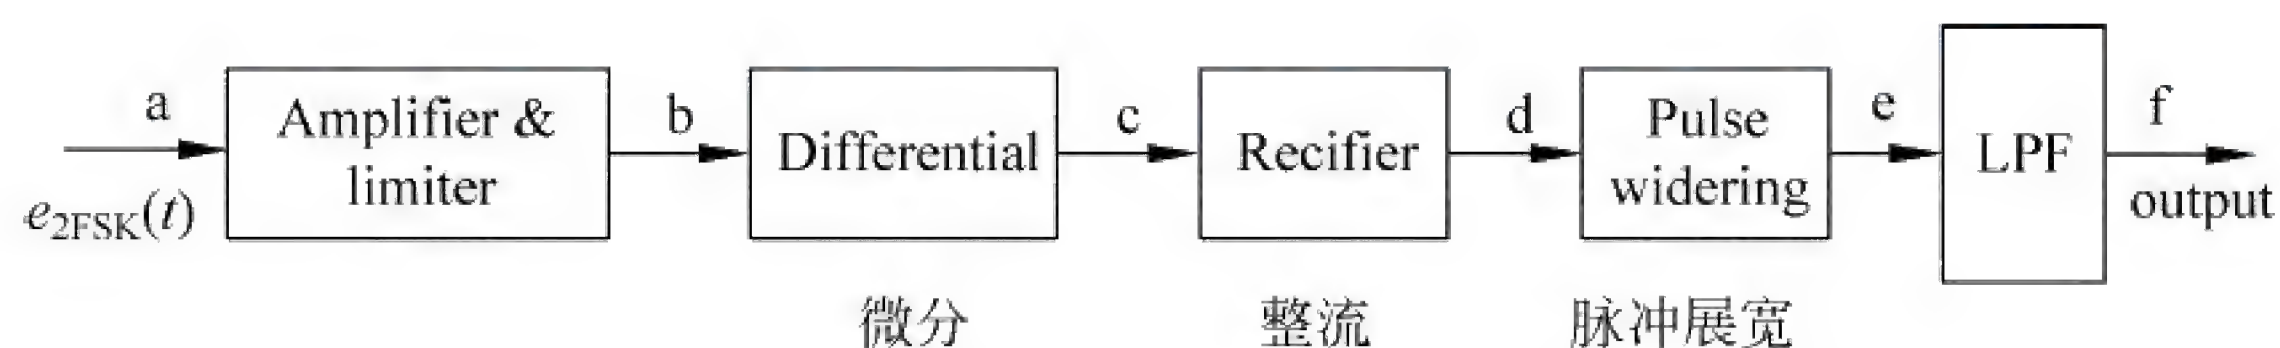 a
e2FSK(t)
Amplifier &
limiter
b
Differential
c
Recifier
d
Pulse
widering
e
LPF
f
output
微分
整流
脉冲展宽